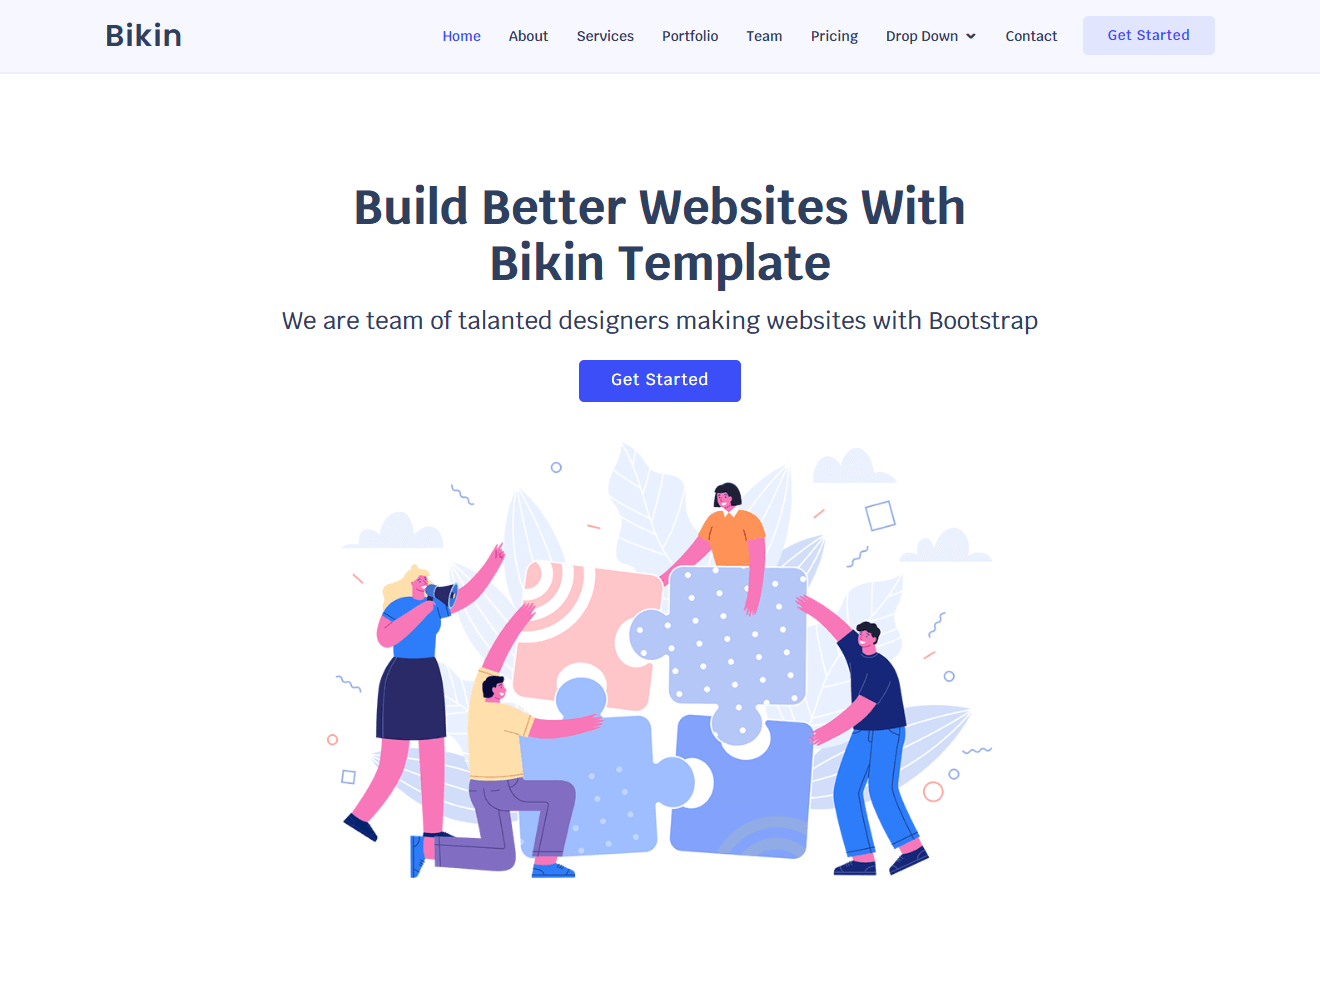 Bikin
Home About Services Portfolio Team Pricing Drop Down Contact Get Started
Build Better Websites With
Bikin Template
We are team of talanted designers making websites with Bootstrap
Get Started